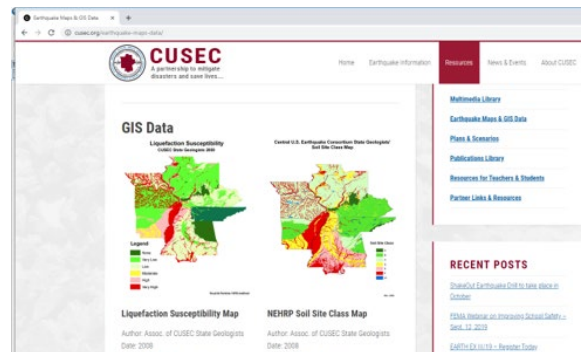 Earthquake Maps & GIS Data
cusec.org/earthquake-maps-data/
CUSEC
A partnership to mitigate
disasters and save lives....
Home
Earthquake Information
Resources
News & Events
About CUSEC
GIS Data
Liquefaction Susceptibility
CUSEC State Geologists 2008
Legend
None
Very Low
Low
Moderate
High
Very High
Central U.S. Earthquake Consortium State Geologists'
Soil Site Class Map
Soil Site Class
Liquefaction Susceptibility Map
Author: Assoc. of CUSEC State Geologists
Date: 2008
NEHRP Soil Site Class Map
Author: Assoc. of CUSEC State Geologists
Date: 2008
Multimedia Library
Earthquake Maps & GIS Data
Plans & Scenarios
Publications Library
Resources for Teachers & Students
Partner Links & Resources
RECENT POSTS
ShakeOut Earthquake Drill to take place in
October
FEMA Webinar on Improving School Safety –
Sept. 12, 2019
EARTH EX III/19 – Register Today